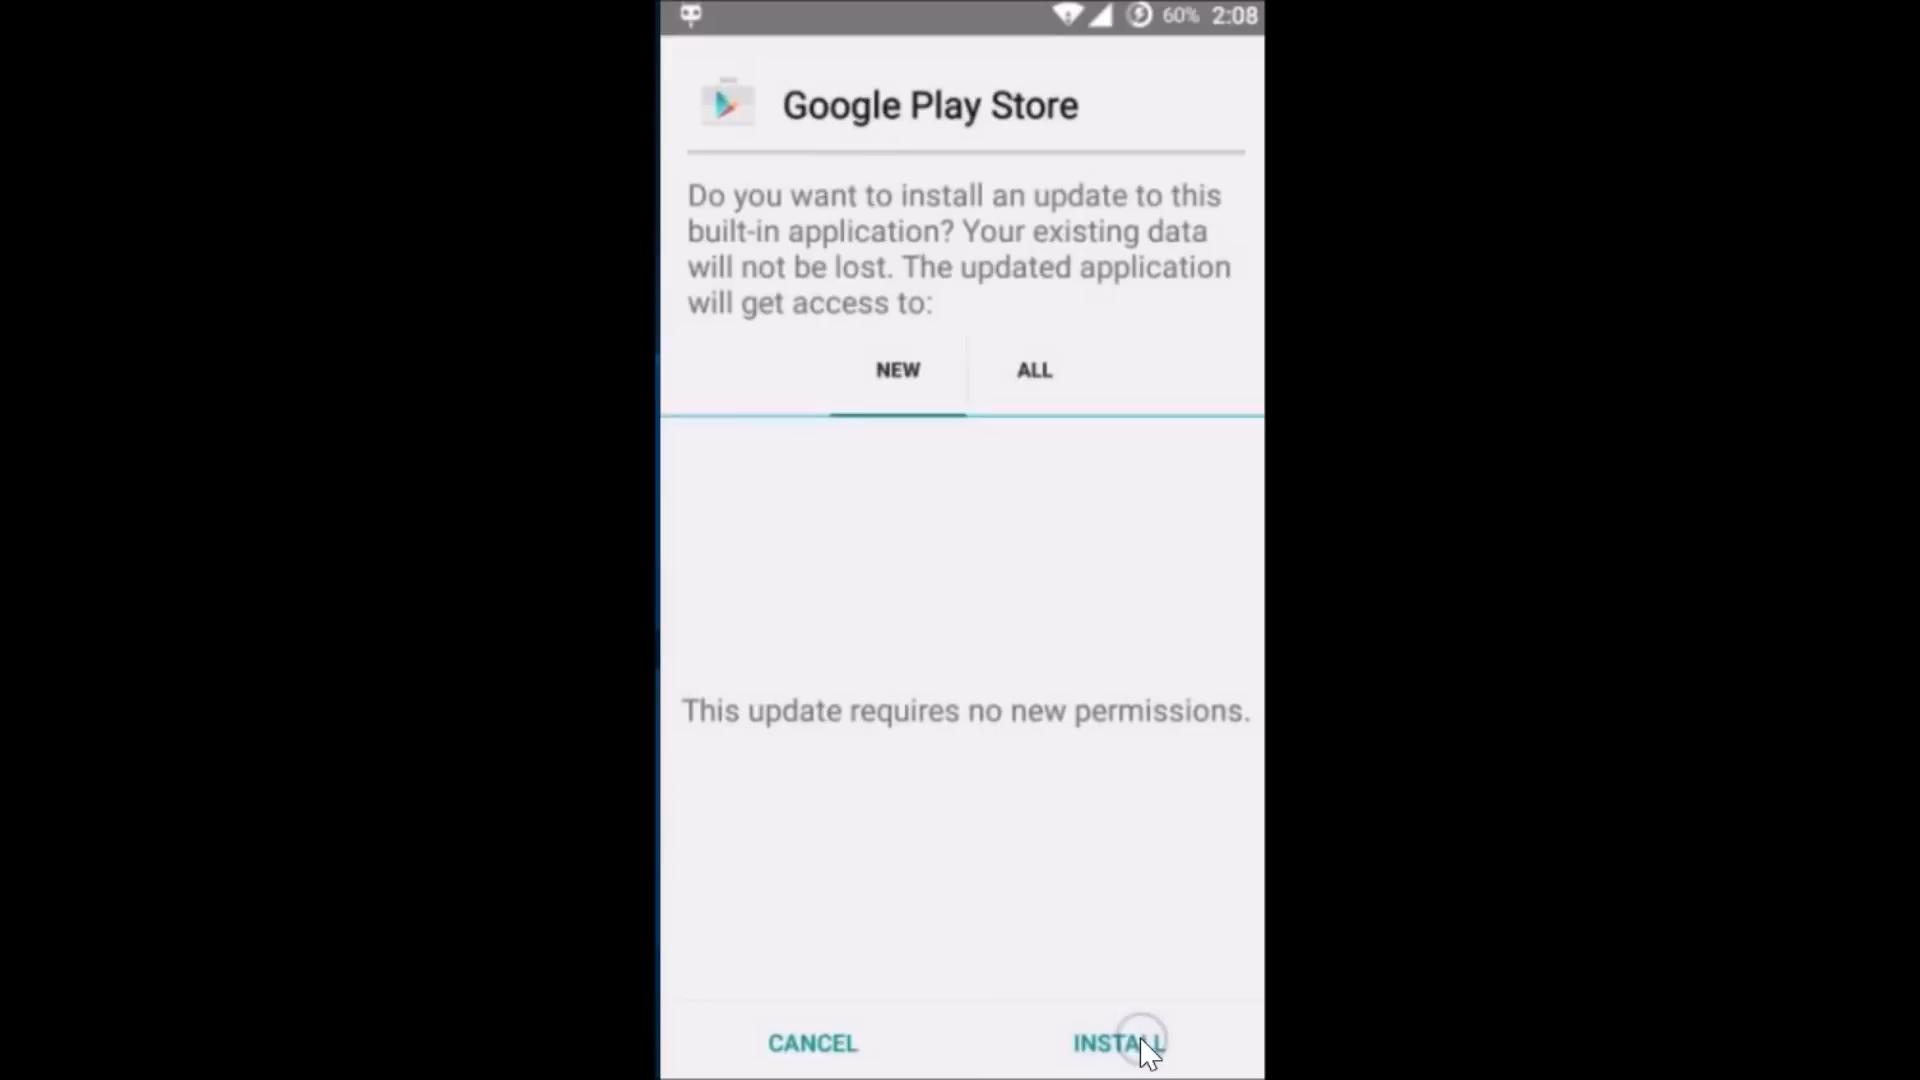 60% 2:08
Google Play Store
Do you want to install an update to this
built-in application? Your existing data
will not be lost. The updated application
will get access to:
NEW ALL
This update requires no new permissions.
CANCEL INSTALL